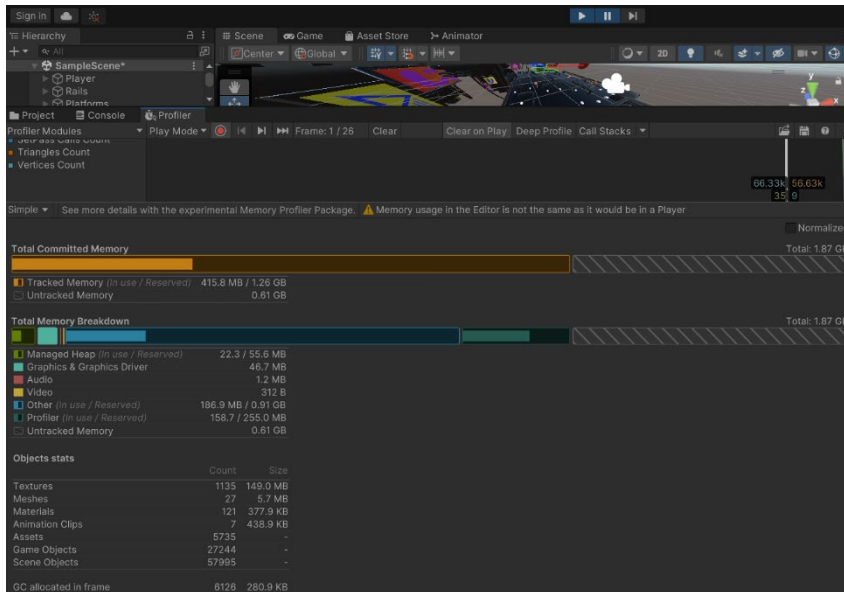 Sign in
Hierarchy
Scene Game Asset Store Animator
All
Center Global 2D
SampleScene*
Player
Rails
Platforms
y
z
x
Project Console Profiler
Profiler Modules Play Mode Frame: 1 / 26 Clear Clear on Play Deep Profile Call Stacks
SetPass Calls Count
Triangles Count
Vertices Count
66.33k 56.63k
35 9
Simple See more details with the experimental Memory Profiler Package. Memory usage in the Editor is not the same as it would be in a Player
Normalize
Total Committed Memory Total: 1.87 G
Tracked Memory (In use / Reserved) 415.8 MB / 1.26 GB
Untracked Memory 0.61 GB
Total Memory Breakdown Total: 1.87 G
Managed Heap (In use / Reserved) 22.3 / 55.6 MB
Graphics & Graphics Driver 46.7 MB
Audio 1.2 MB
Video 312 B
Other (In use / Reserved) 186.9 MB / 0.91 GB
Profiler (In use / Reserved) 158.7 / 255.0 MB
Untracked Memory 0.61 GB
Objects stats
Count Size
Textures 1135 149.0 MB
Meshes 27 5.7 MB
Materials 121 377.9 KB
Animation Clips 7 438.9 KB
Assets 5735 -
Game Objects 27244 -
Scene Objects 57995 -
GC allocated in frame 6126 280.9 KB